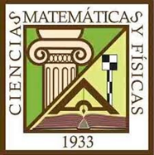 CIENCIAS MATEMÁTICAS Y FÍSICAS
1933